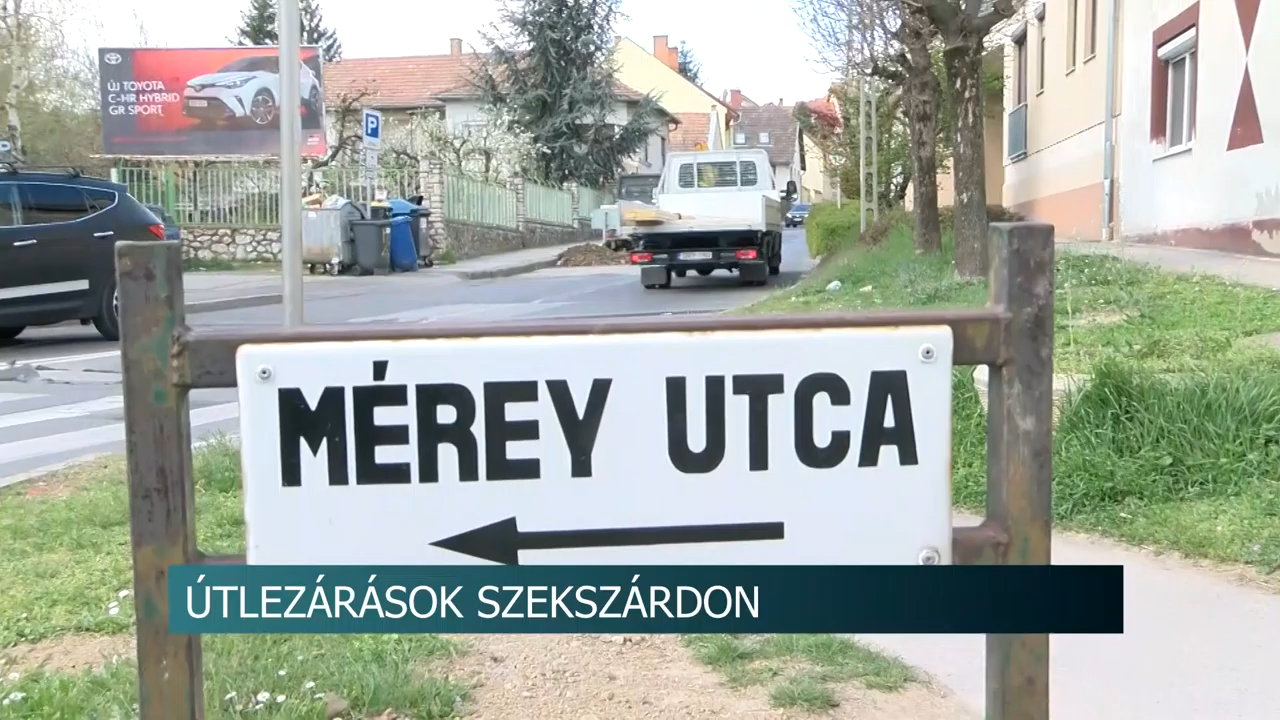 ÚJ TOYOTA
C-HR HYBRID
GR SPORT
P
MÉREY UTCA
ÚTLEZÁRÁSOK SZEKSZÁRDON